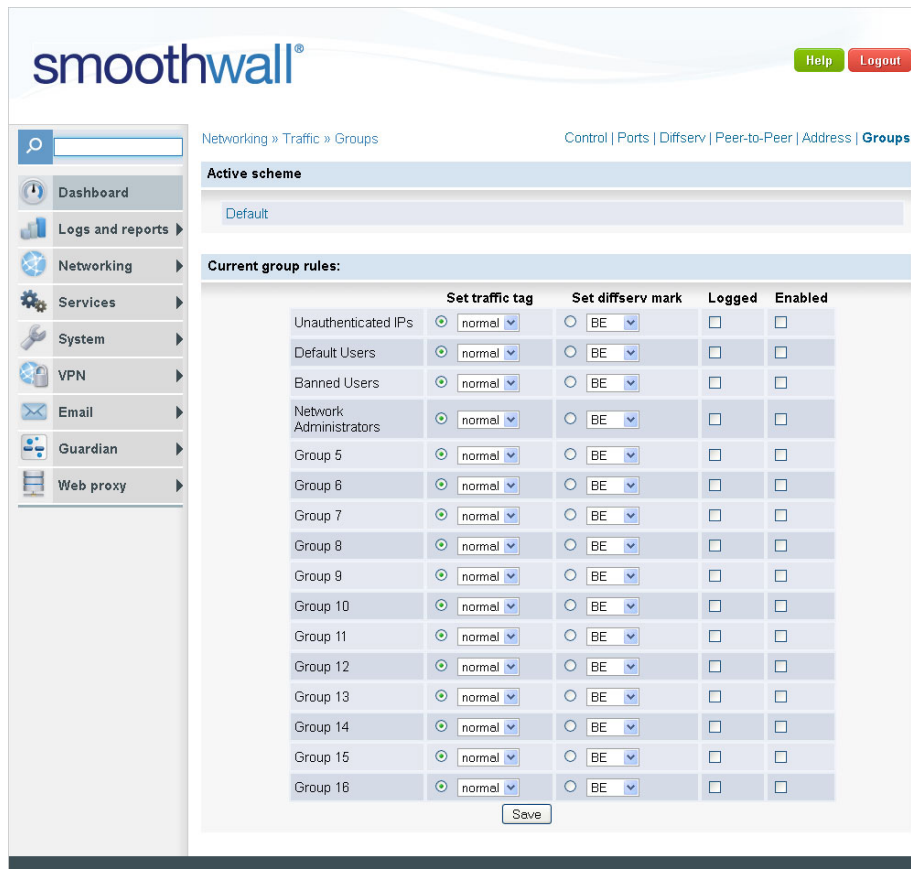 smoothwall®
Help Logout
Networking » Traffic » Groups
Control | Ports | Diffserv | Peer-to-Peer | Address | Groups
Dashboard
Logs and reports
Networking
Services
System
VPN
Email
Guardian
Web proxy
Active scheme
Default
Current group rules:
Set traffic tag Set diffserv mark Logged Enabled
Unauthenticated IPs normal BE
Default Users normal BE
Banned Users normal BE
Network
Administrators normal BE
Group 5 normal BE
Group 6 normal BE
Group 7 normal BE
Group 8 normal BE
Group 9 normal BE
Group 10 normal BE
Group 11 normal BE
Group 12 normal BE
Group 13 normal BE
Group 14 normal BE
Group 15 normal BE
Group 16 normal BE
Save